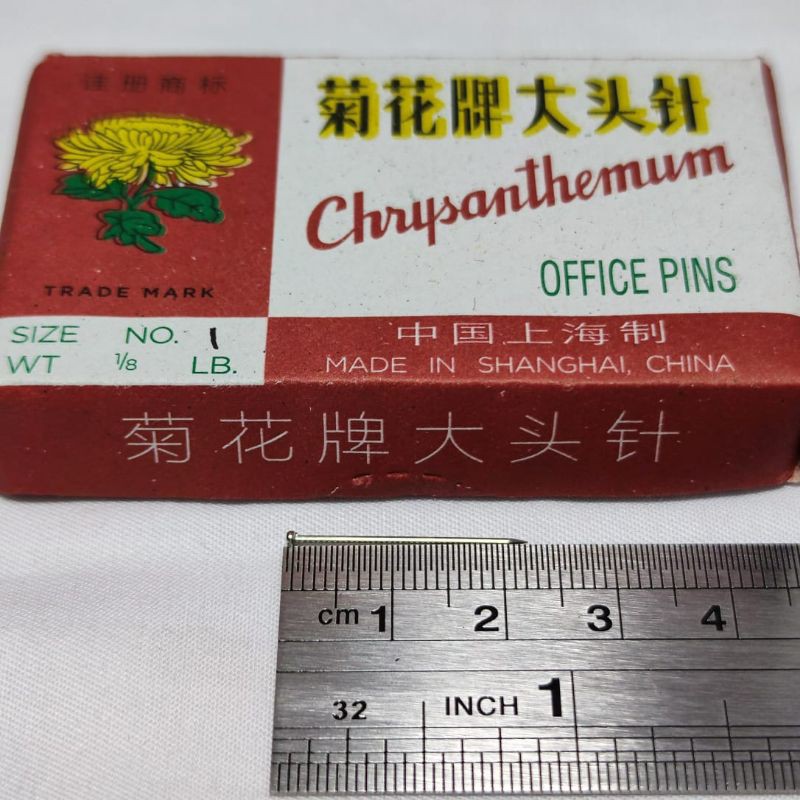 注册商标
菊花牌大头针
Chrysanthemum
OFFICE PINS
TRADE MARK
SIZE NO. 1
WT 1/8 LB.
中国上海制
MADE IN SHANGHAI, CHINA
菊花牌大头针
cm 1 2 3 4
32 INCH 1